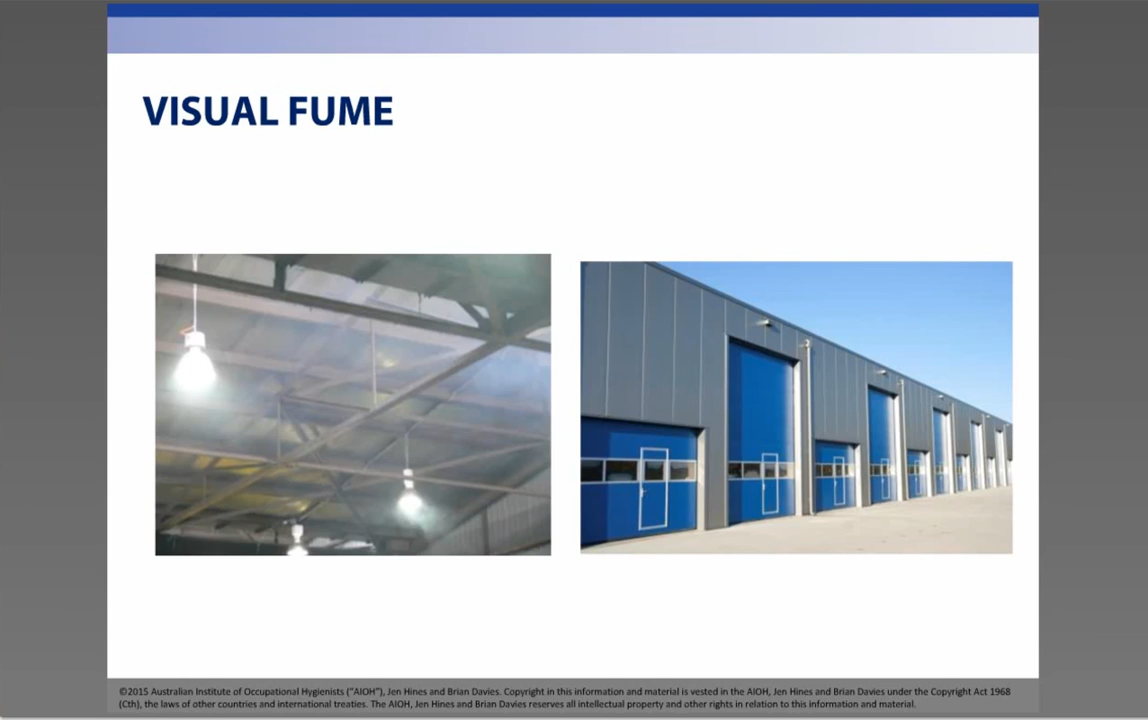 VISUAL FUME
©2015 Australian Institute of Occupational Hygienists (“AIOH”), Jen Hines and Brian Davies. Copyright in this information and material is vested in the AIOH, Jen Hines and Brian Davies under the Copyright Act 1968
(Cth), the laws of other countries and international treaties. The AIOH, Jen Hines and Brian Davies reserves all intellectual property and other rights in relation to this information and material.